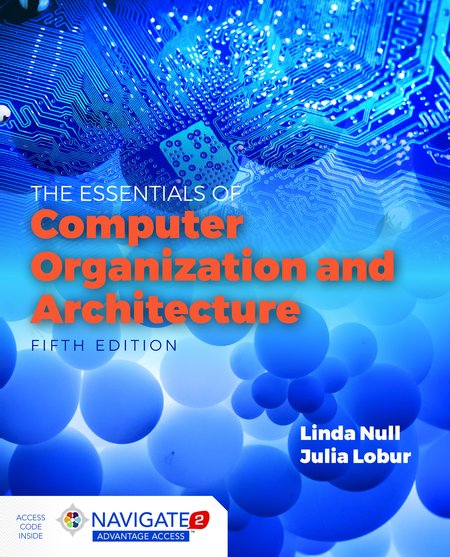 THE ESSENTIALS OF
Computer
Organization and
Architecture
FIFTH EDITION
Linda Null
Julia Lobur
ACCESS
CODE
INSIDE
NAVIGATE 2
ADVANTAGE ACCESS™